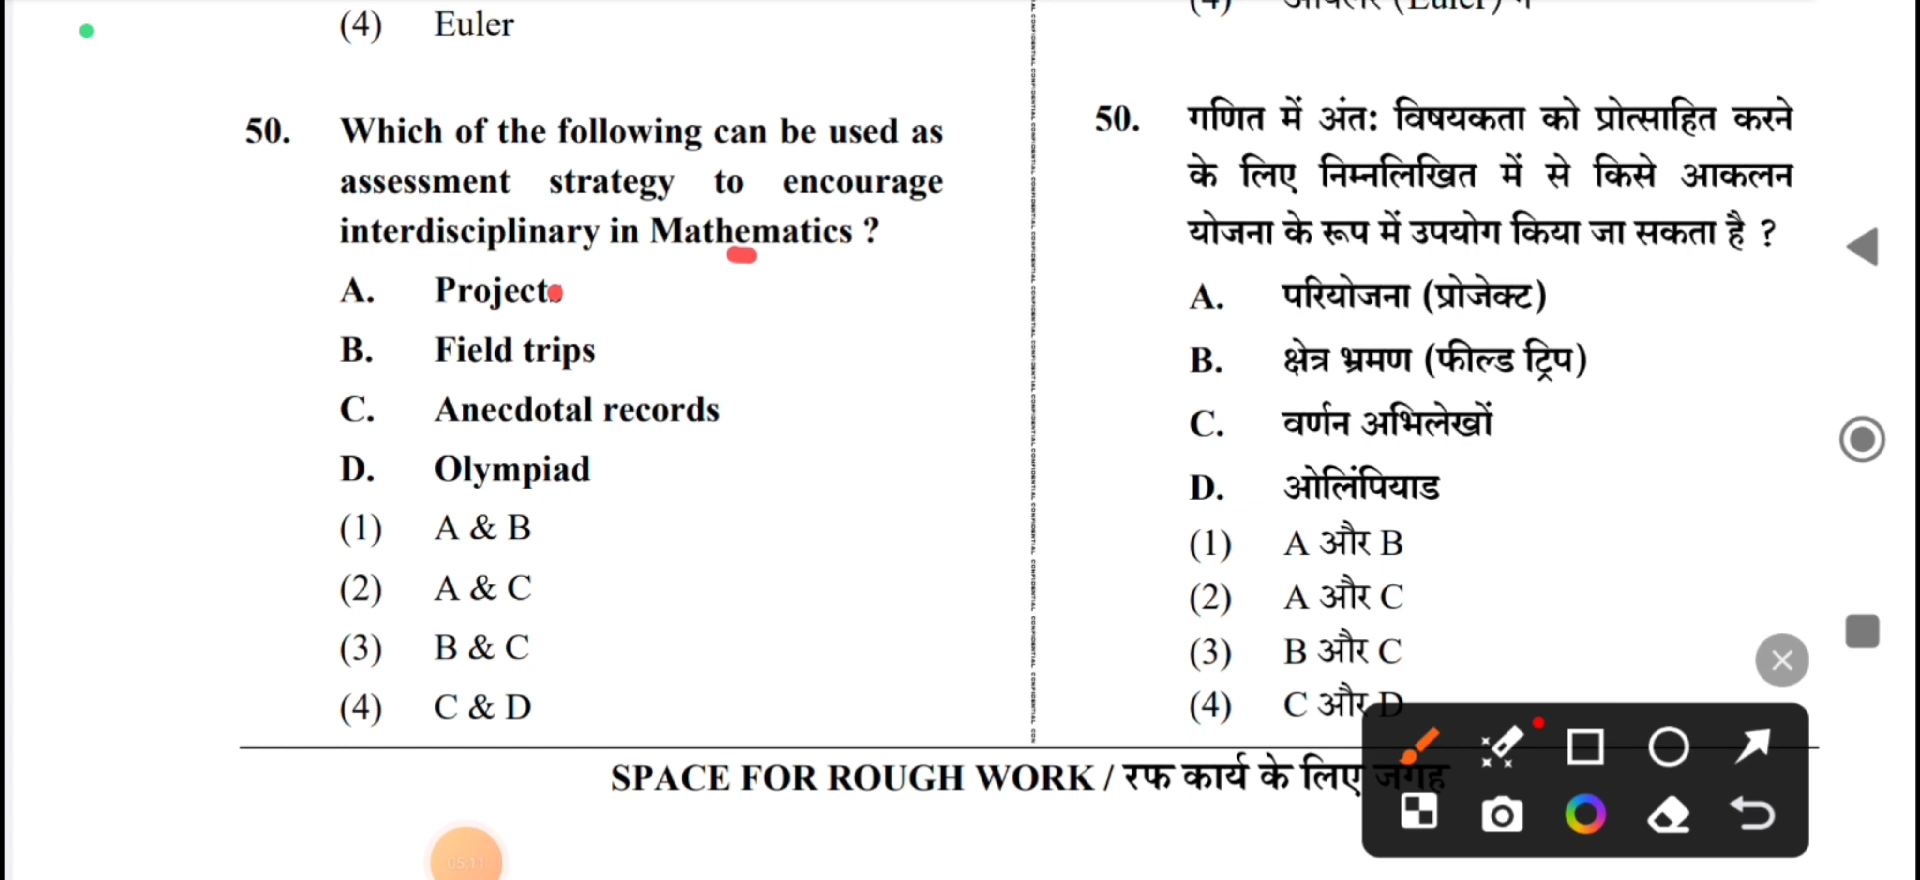 (4) Euler
50. Which of the following can be used as
assessment strategy to encourage
interdisciplinary in Mathematics ?
A. Projects
B. Field trips
C. Anecdotal records
D. Olympiad
(1) A & B
(2) A & C
(3) B & C
(4) C & D
50. गणित में अंत: विषयकता को प्रोत्साहित करने
के लिए निम्नलिखित में से किसे आकलन
योजना के रूप में उपयोग किया जा सकता है ?
A. परियोजना (प्रोजेक्ट)
B. क्षेत्र भ्रमण (फील्ड ट्रिप)
C. वर्णन अभिलेखों
D. ओलिंपियाड
(1) A और B
(2) A और C
(3) B और C
(4) C और D
SPACE FOR ROUGH WORK / रफ कार्य के लिए जगह
05:11